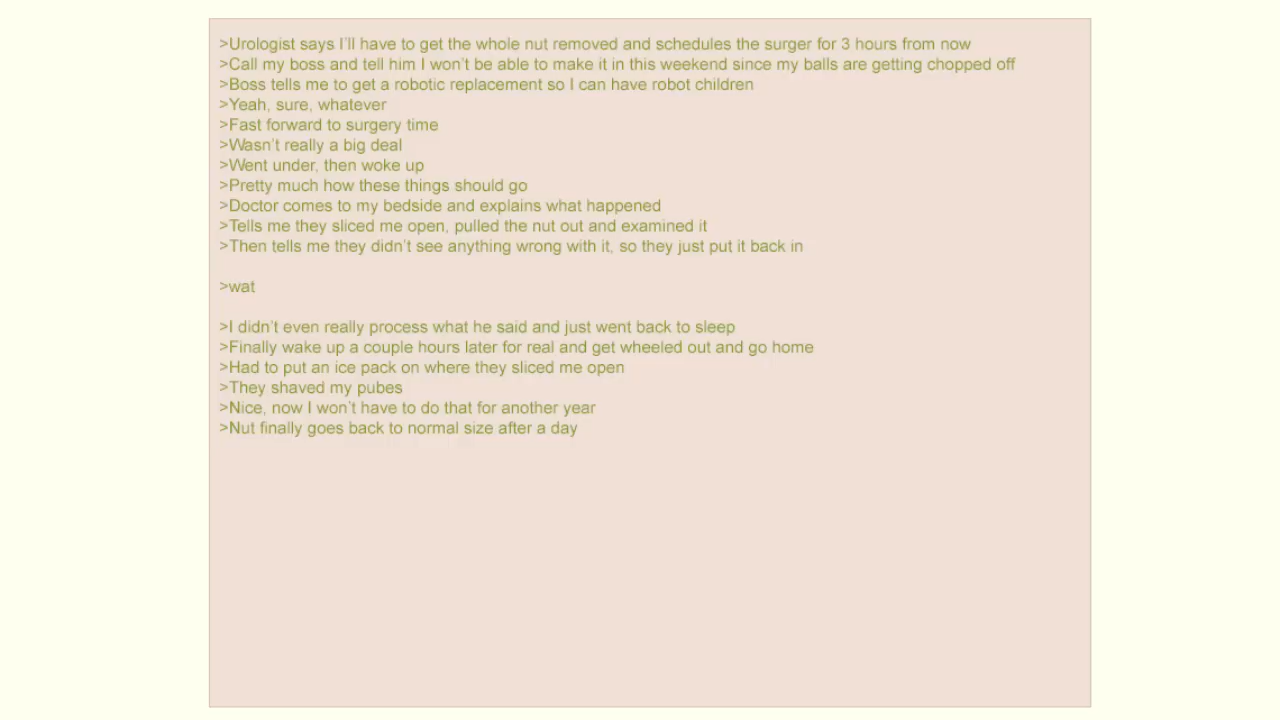 >Urologist says I'll have to get the whole nut removed and schedules the surger for 3 hours from now
>Call my boss and tell him I won't be able to make it in this weekend since my balls are getting chopped off
>Boss tells me to get a robotic replacement so I can have robot children
>Yeah, sure, whatever
>Fast forward to surgery time
>Wasn't really a big deal
>Went under, then woke up
>Pretty much how these things should go
>Doctor comes to my bedside and explains what happened
>Tells me they sliced me open, pulled the nut out and examined it
>Then tells me they didn't see anything wrong with it, so they just put it back in
>wat
>I didn't even really process what he said and just went back to sleep
>Finally wake up a couple hours later for real and get wheeled out and go home
>Had to put an ice pack on where they sliced me open
>They shaved my pubes
>Nice, now I won't have to do that for another year
>Nut finally goes back to normal size after a day